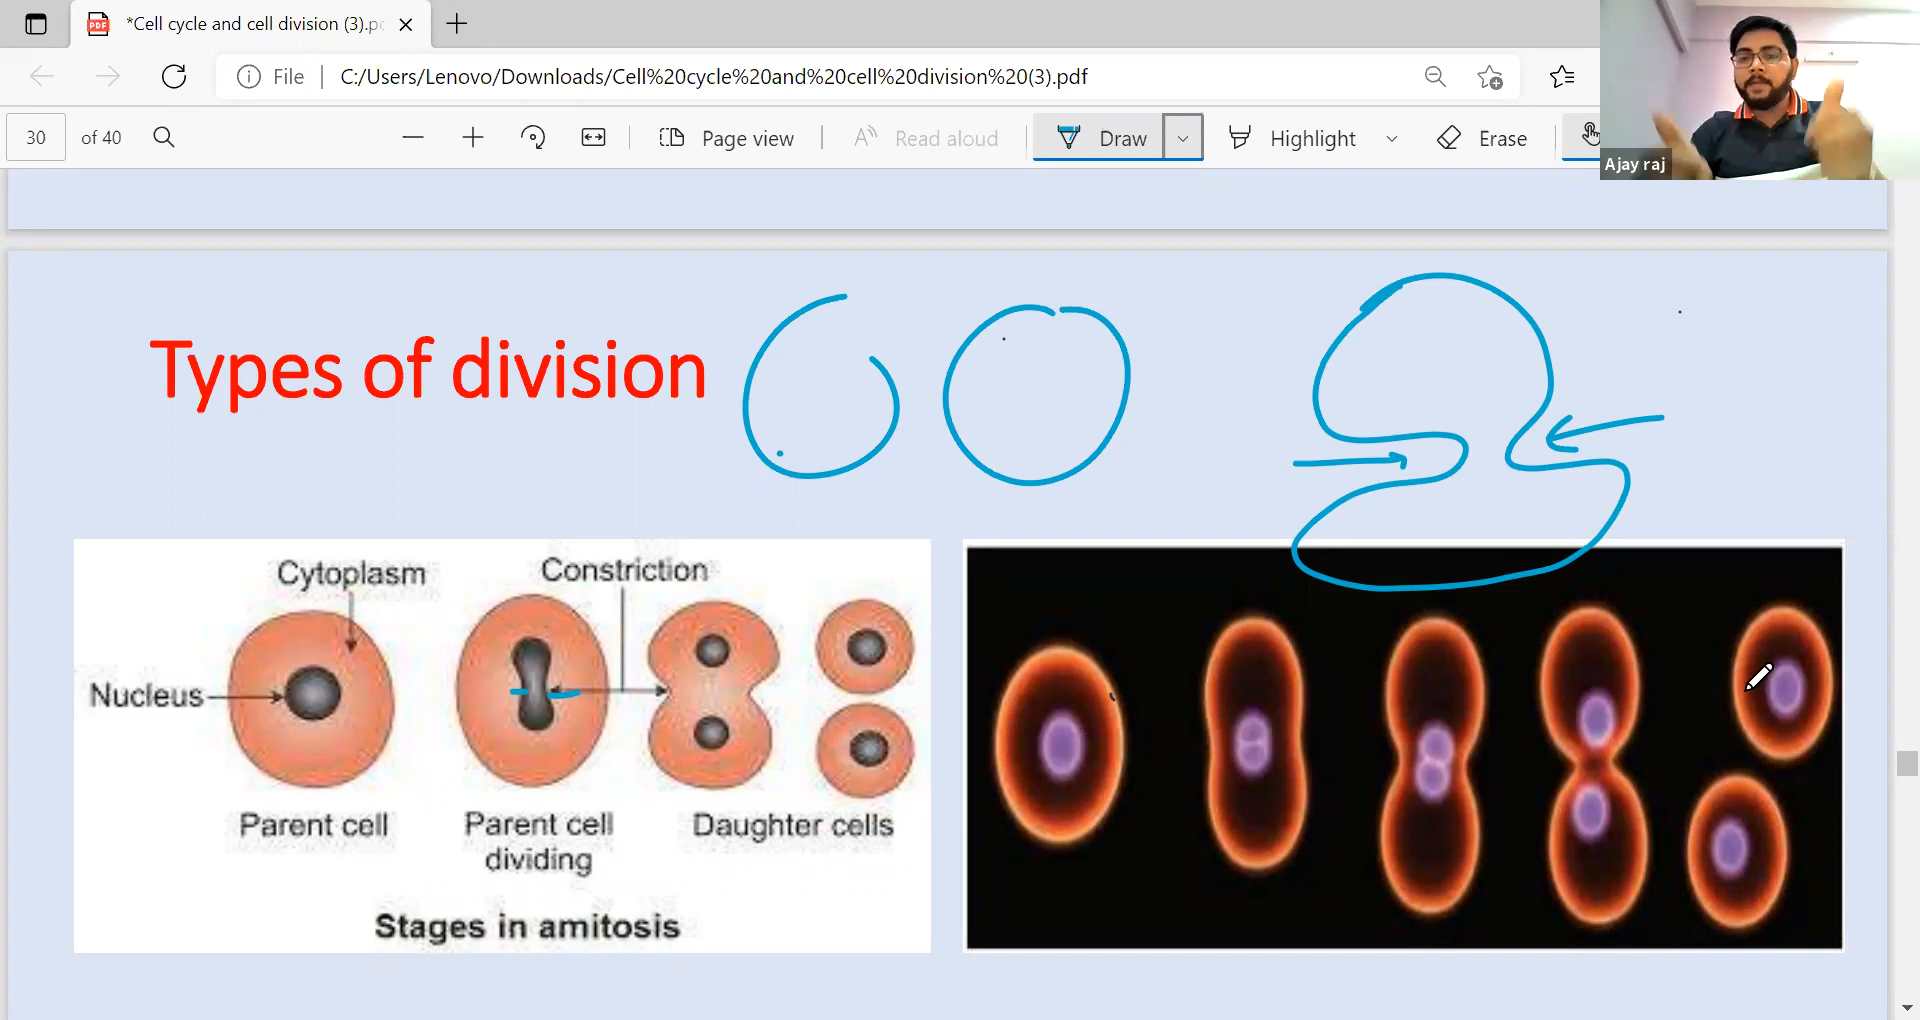 *Cell cycle and cell division (3).p
File
C:/Users/Lenovo/Downloads/Cell%20cycle%20and%20cell%20division%20(3).pdf
30 of 40
Page view
Read aloud
Draw
Highlight
Erase
Ajay raj
Types of division
Cytoplasm
Constriction
Nucleus
Parent cell
Parent cell
dividing
Daughter cells
Stages in amitosis